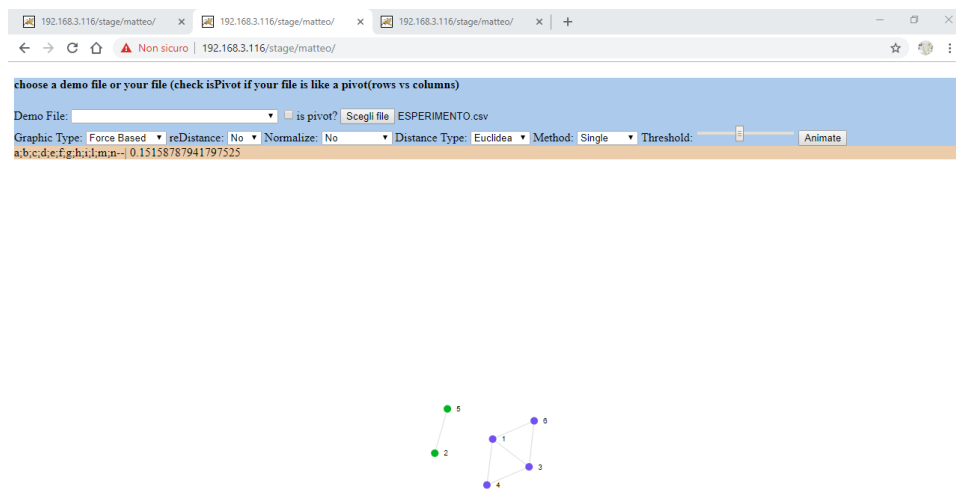 192.168.3.116/stage/matteo/ × 192.168.3.116/stage/matteo/ × 192.168.3.116/stage/matteo/ × +
Non sicuro | 192.168.3.116/stage/matteo/
choose a demo file or your file (check isPivot if your file is like a pivot(rows vs columns)
Demo File: is pivot? Scegli file ESPERIMENTO.csv
Graphic Type: Force Based reDistance: No Normalize: No Distance Type: Euclidea Method: Single Threshold: Animate
a;b;c;d;e;f;g;h;i;l;m;n--| 0.15158787941797525
5
6
1
2
3
4